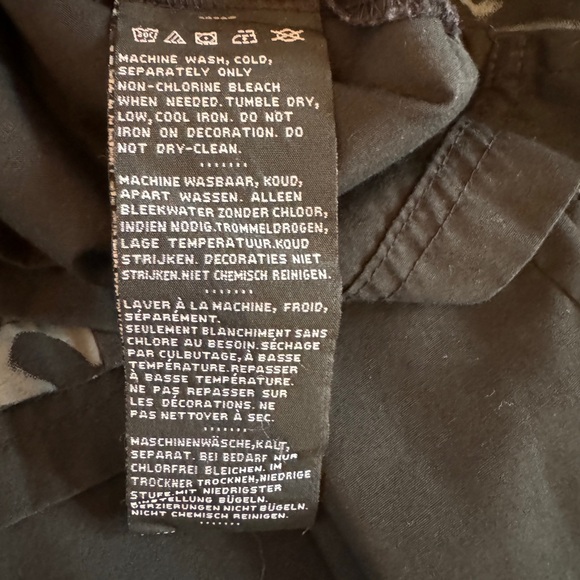 30C
MACHINE WASH, COLD,
SEPARATELY ONLY
NON-CHLORINE BLEACH
WHEN NEEDED. TUMBLE DRY,
LOW, COOL IRON. DO NOT
IRON ON DECORATION. DO
NOT DRY-CLEAN.
MACHINE WASBAAR, KOUD,
APART WASSEN. ALLEEN
BLEEKWATER ZONDER CHLOOR,
INDIEN NODIG.TROMMELDROGEN,
LAGE TEMPERATUUR.KOUD
STRIJKEN. DECORATIES NIET
STRIJKEN.NIET CHEMISCH REINIGEN.
LAVER À LA MACHINE, FROID,
SÉPARÉMENT.
SEULEMENT BLANCHIMENT SANS
CHLORE AU BESOIN. SÉCHAGE
PAR CULBUTAGE, À BASSE
TEMPÉRATURE. REPASSER
À BASSE TEMPÉRATURE.
NE PAS REPASSER SUR
LES DÉCORATIONS. NE
PAS NETTOYER À SEC.
MASCHINENWÄSCHE, KALT,
SEPARAT. BEI BEDARF NUR
CHLORFREI BLEICHEN. IM
TROCKNER TROCKNEN, NIEDRIGE
STUFE. MIT NIEDRIGSTER
EINSTELLUNG BÜGELN.
VERZIERUNGEN NICHT BÜGELN.
NICHT CHEMISCH REINIGEN.